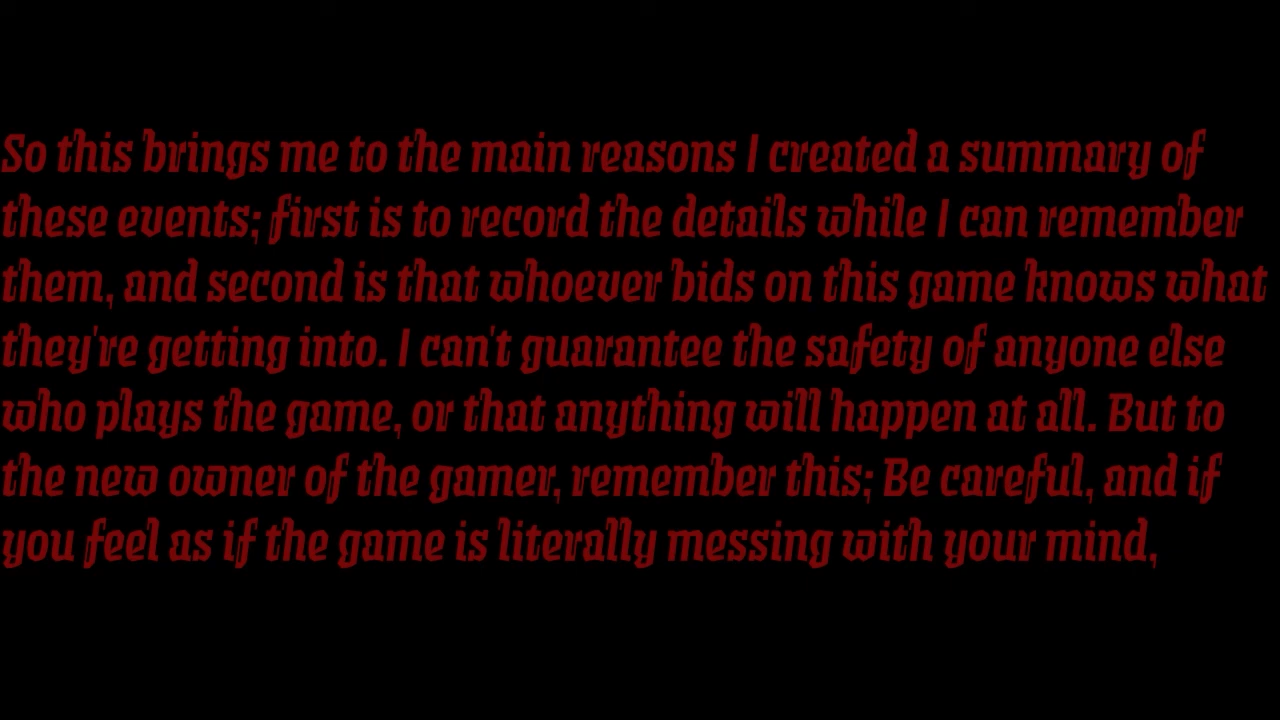 So this brings me to the main reasons I created a summary of
these events; first is to record the details while I can remember
them, and second is that whoever bids on this game knows what
they're getting into. I can't guarantee the safety of anyone else
who plays the game, or that anything will happen at all. But to
the new owner of the gamer, remember this; Be careful, and if
you feel as if the game is literally messing with your mind,